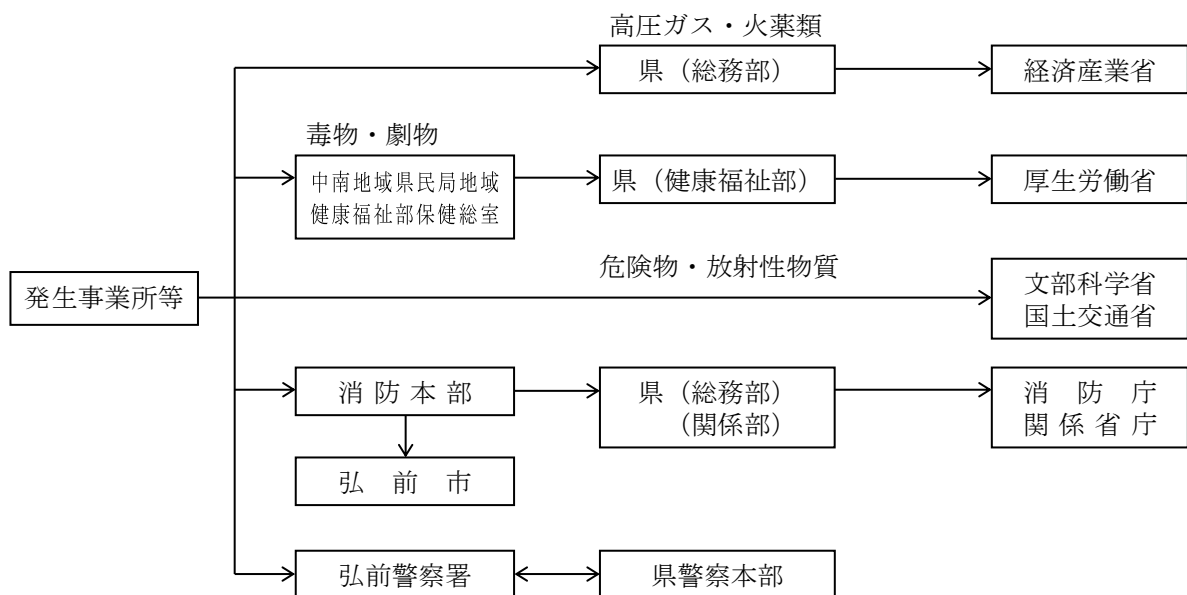 高圧ガス・火薬類
県（総務部）
経済産業省
毒物・劇物
中南地域県民局地域
健康福祉部保健総室
県（健康福祉部）
厚生労働省
危険物・放射性物質
発生事業所等
文部科学省
国土交通省
消防本部
県（総務部）
（関係部）
消防庁
関係省庁
弘前市
弘前警察署
県警察本部